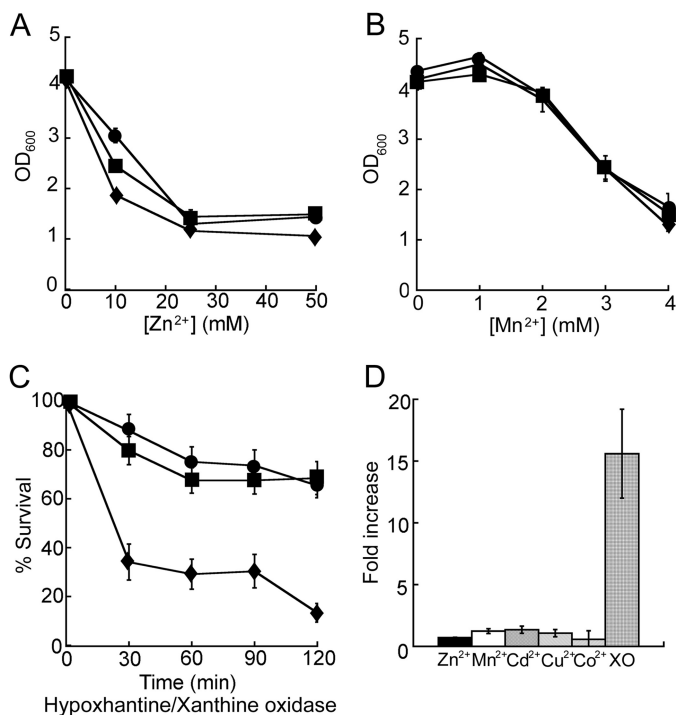 A
OD600
5
4
3
2
1
0
0 10 20 30 40 50
[Zn2+] (mM)
B
OD600
5
4
3
2
1
0
0 1 2 3 4
[Mn2+] (mM)
C
% Survival
100
80
60
40
20
0
0 30 60 90 120
Time (min)
Hypoxhantine/Xanthine oxidase
D
Fold increase
20
15
10
5
0
Zn2+ Mn2+ Cd2+ Cu2+ Co2+ XO